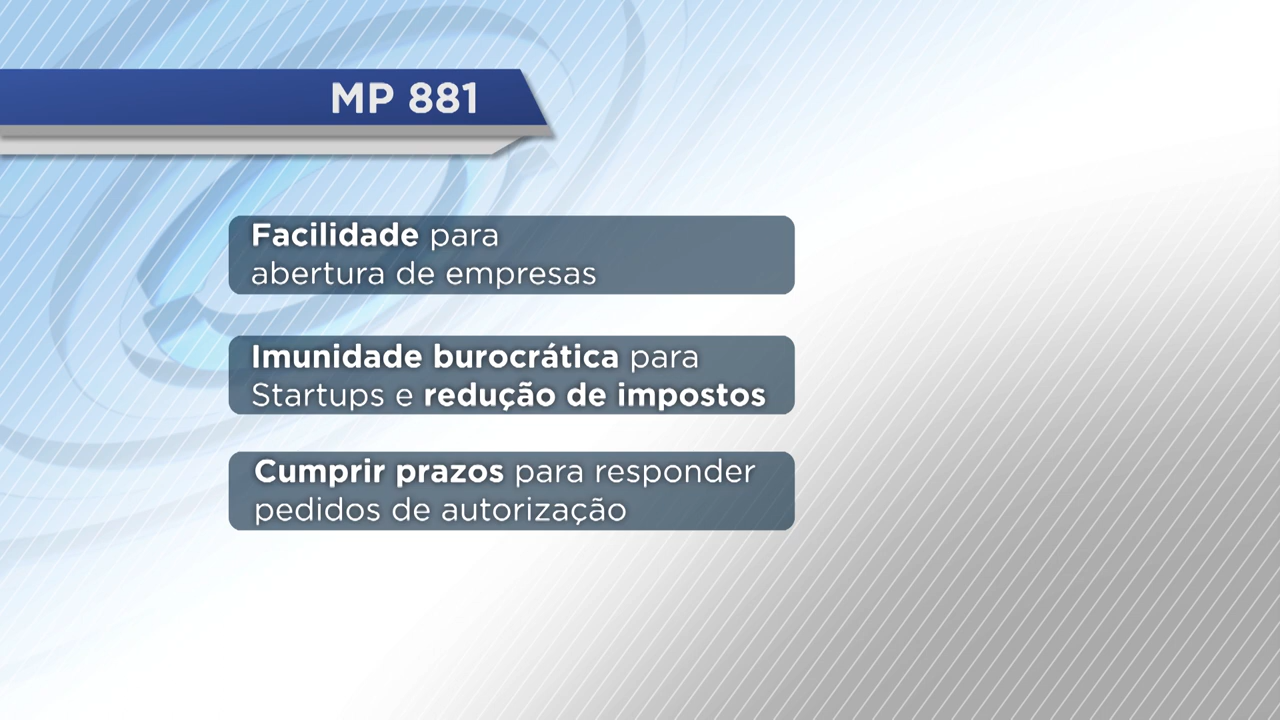 MP 881
Facilidade para
abertura de empresas
Imunidade burocrática para
Startups e redução de impostos
Cumprir prazos para responder
pedidos de autorização